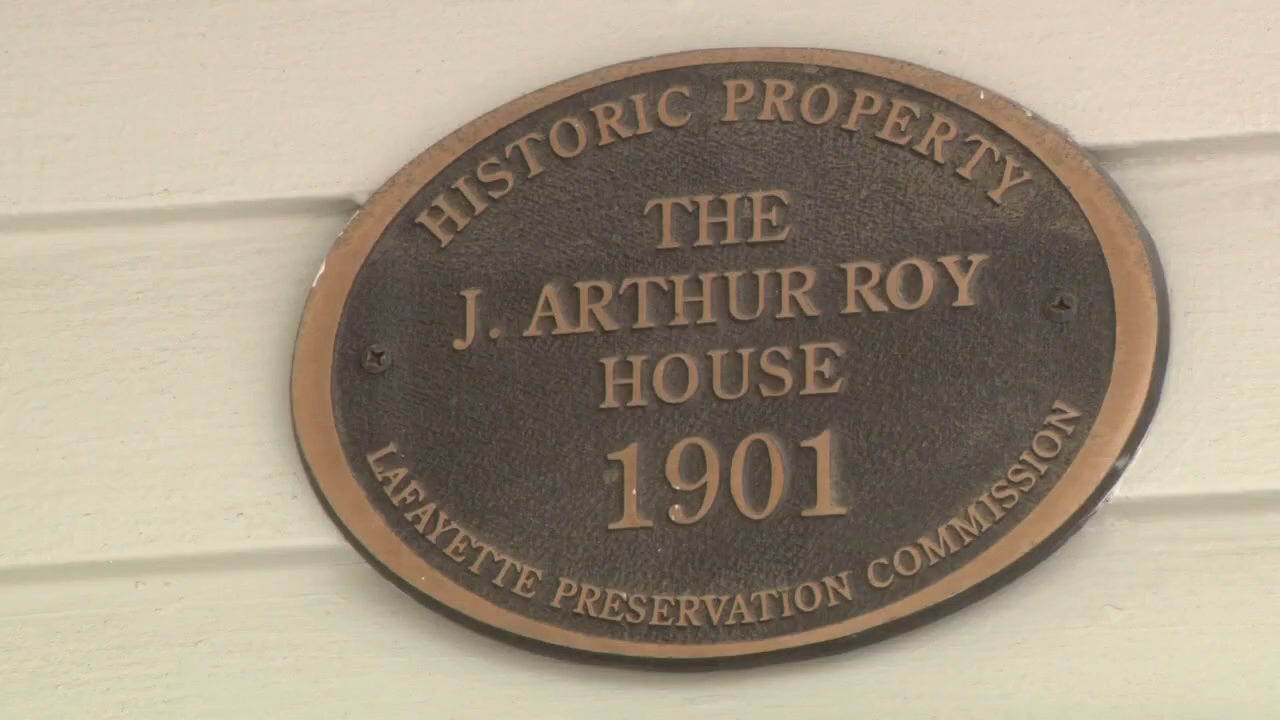 HISTORIC PROPERTY
THE
J. ARTHUR ROY
HOUSE
1901
LAFAYETTE PRESERVATION COMMISSION